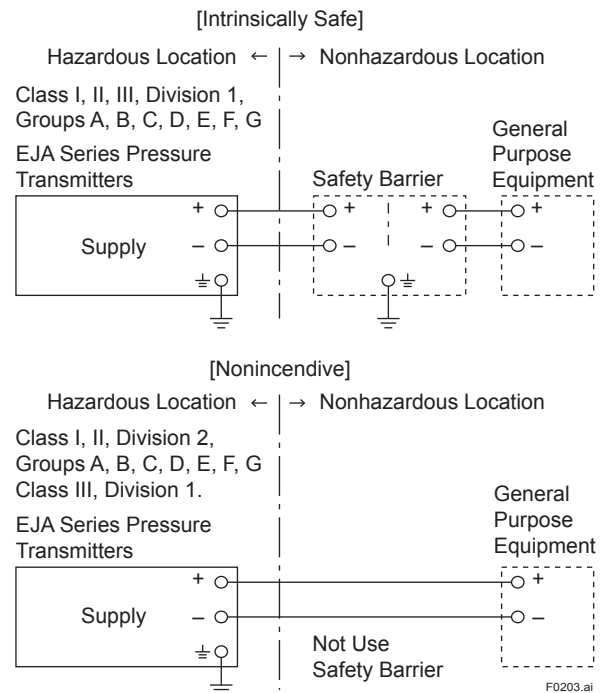 [Intrinsically Safe]
Hazardous Location ← → Nonhazardous Location
Class I, II, III, Division 1,
Groups A, B, C, D, E, F, G
EJA Series Pressure
Transmitters
Safety Barrier
General
Purpose
Equipment
+ + + +
Supply – – – –
[Nonincendive]
Hazardous Location ← → Nonhazardous Location
Class I, II, Division 2,
Groups A, B, C, D, E, F, G
Class III, Division 1.
EJA Series Pressure
Transmitters
General
Purpose
Equipment
+ +
Supply – –
Not Use
Safety Barrier
F0203.ai